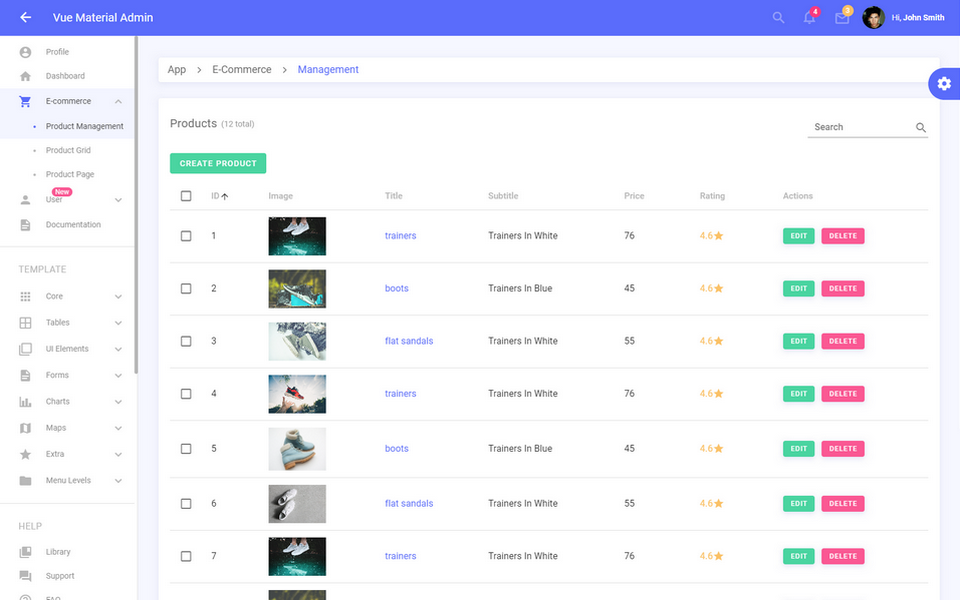 Vue Material Admin
4
3
Hi, John Smith
Profile
Dashboard
E-commerce
Product Management
Product Grid
Product Page
New
User
Documentation
TEMPLATE
Core
Tables
UI Elements
Forms
Charts
Maps
Extra
Menu Levels
HELP
Library
Support
FAQ
App > E-Commerce > Management
Products (12 total)
Search
CREATE PRODUCT
ID Image Title Subtitle Price Rating Actions
1 trainers Trainers In White 76 4.6 EDIT DELETE
2 boots Trainers In Blue 45 4.6 EDIT DELETE
3 flat sandals Trainers In White 55 4.6 EDIT DELETE
4 trainers Trainers In White 76 4.6 EDIT DELETE
5 boots Trainers In Blue 45 4.6 EDIT DELETE
6 flat sandals Trainers In White 55 4.6 EDIT DELETE
7 trainers Trainers In White 76 4.6 EDIT DELETE